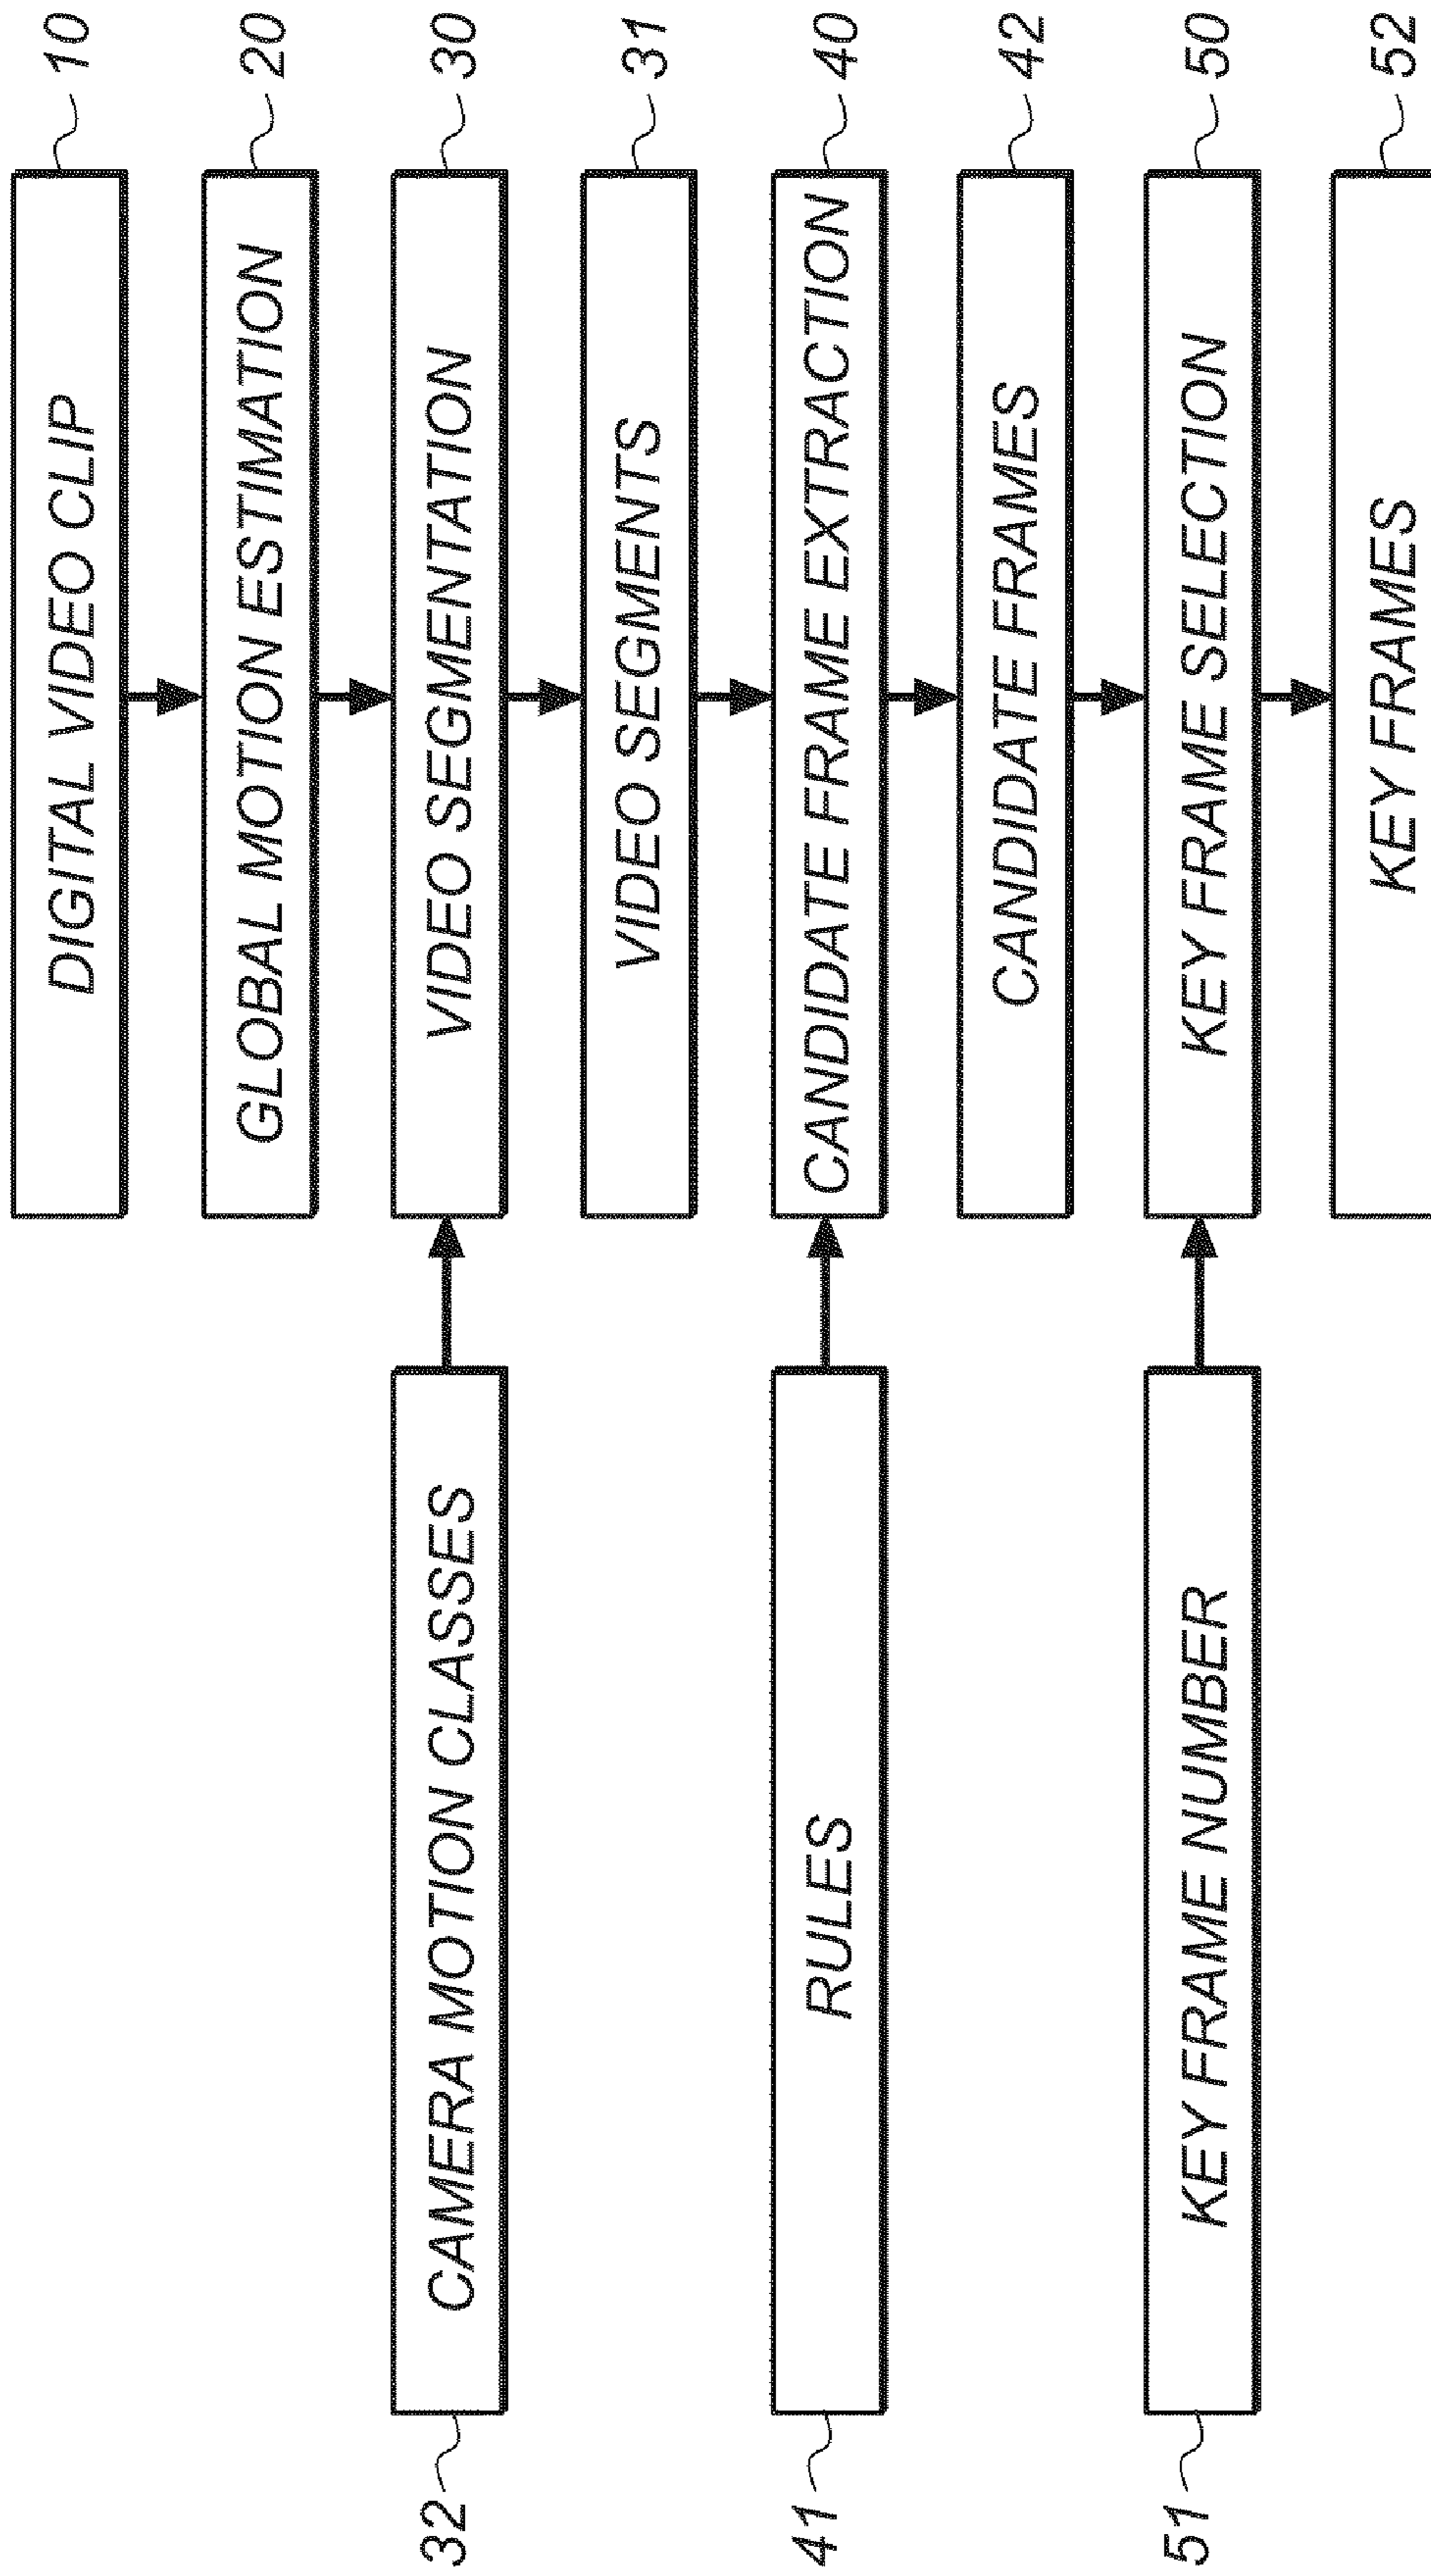 DIGITAL VIDEO CLIP
10
GLOBAL MOTION ESTIMATION
20
32
CAMERA MOTION CLASSES
VIDEO SEGMENTATION
30
VIDEO SEGMENTS
31
41
RULES
CANDIDATE FRAME EXTRACTION
40
CANDIDATE FRAMES
42
51
KEY FRAME NUMBER
KEY FRAME SELECTION
50
KEY FRAMES
52